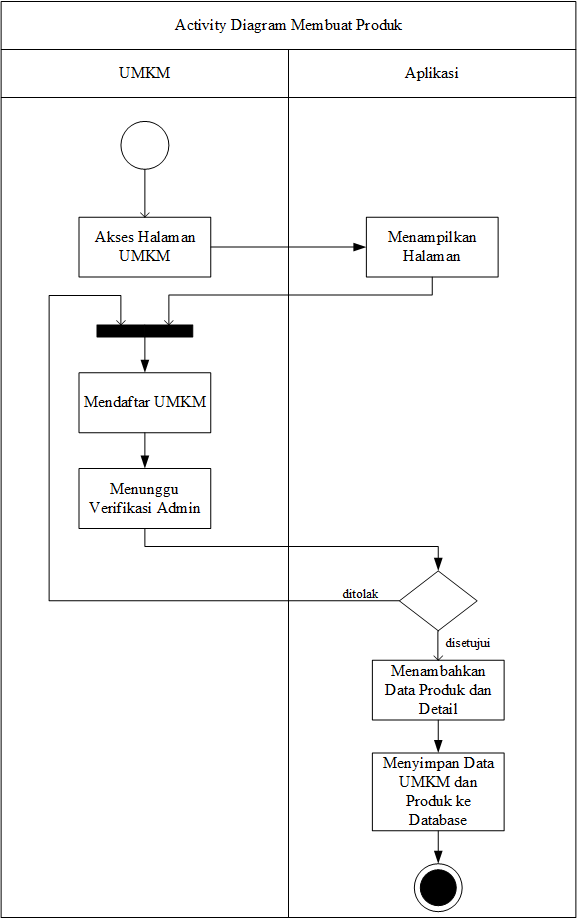 Activity Diagram Membuat Produk
UMKM
Aplikasi
Akses Halaman
UMKM
Menampilkan
Halaman
Mendaftar UMKM
Menunggu
Verifikasi Admin
ditolak
disetujui
Menambahkan
Data Produk dan
Detail
Menyimpan Data
UMKM dan
Produk ke
Database